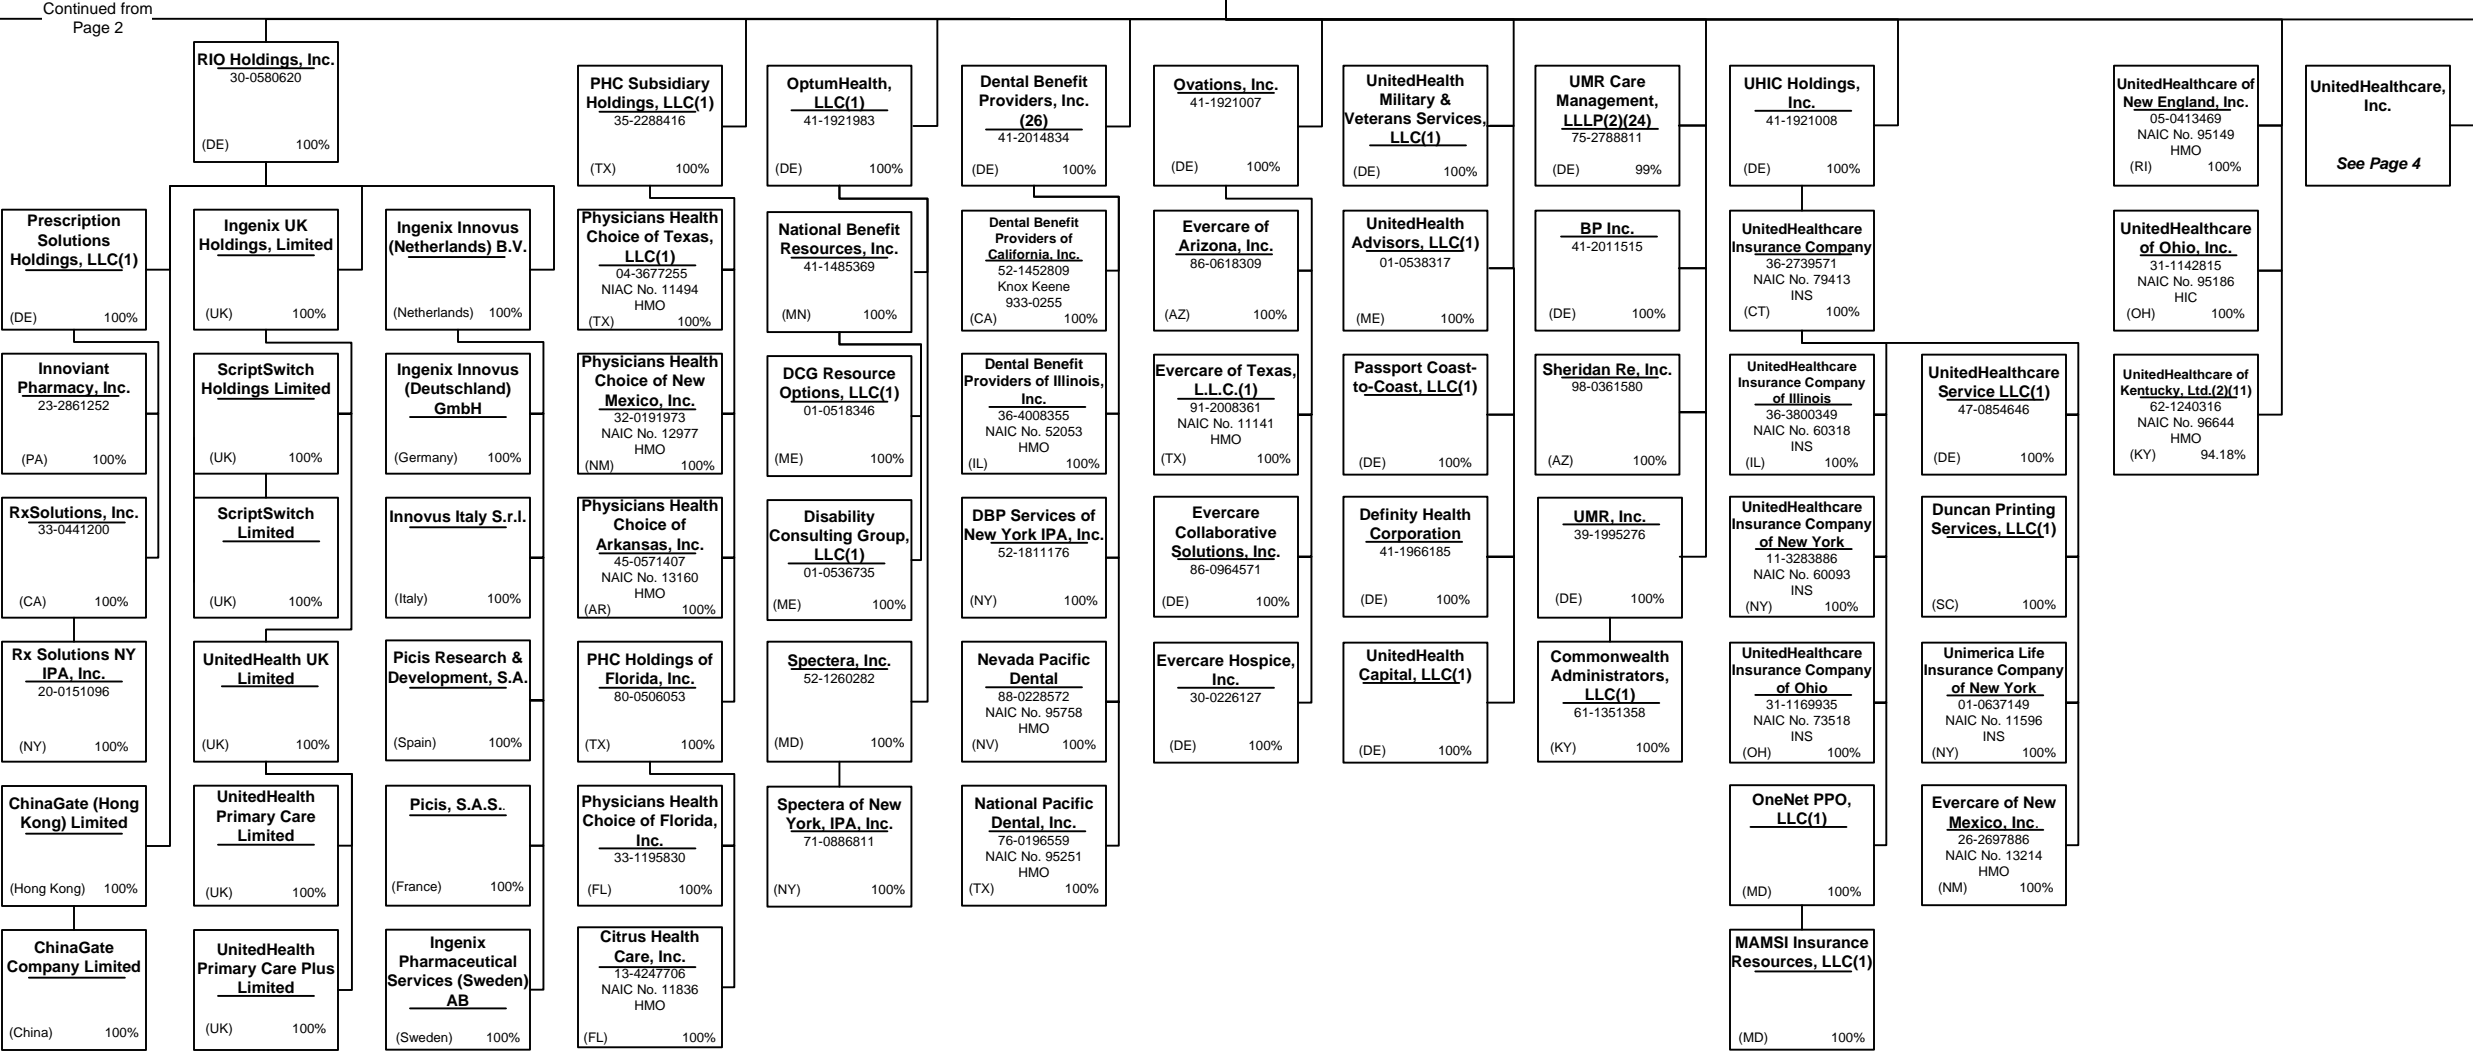 Continued from
Page 2
RIO Holdings, Inc.
30-0580620
(DE) 100%
PHC Subsidiary
Holdings, LLC(1)
35-2288416
(TX) 100%
OptumHealth,
LLC(1)
41-1921983
(DE) 100%
Dental Benefit
Providers, Inc.
(26)
41-2014834
(DE) 100%
Ovations, Inc.
41-1921007
(DE) 100%
UnitedHealth
Military &
Veterans Services,
LLC(1)
(DE) 100%
UMR Care
Management,
LLLP(2)(24)
75-2788811
(DE) 99%
UHIC Holdings,
Inc.
41-1921008
(DE) 100%
UnitedHealthcare of
New England, Inc.
05-0413469
NAIC No. 95149
HMO
(RI) 100%
UnitedHealthcare,
Inc.
See Page 4
Prescription
Solutions
Holdings, LLC(1)
(DE) 100%
Ingenix UK
Holdings, Limited
(UK) 100%
Ingenix Innovus
(Netherlands) B.V.
(Netherlands) 100%
Physicians Health
Choice of Texas,
LLC(1)
04-3677255
NIAC No. 11494
HMO
(TX) 100%
National Benefit
Resources, Inc.
41-1485369
(MN) 100%
Dental Benefit
Providers of
California, Inc.
52-1452809
Knox Keene
933-0255
(CA) 100%
Evercare of
Arizona, Inc.
86-0618309
(AZ) 100%
UnitedHealth
Advisors, LLC(1)
01-0538317
(ME) 100%
BP Inc.
41-2011515
(DE) 100%
UnitedHealthcare
Insurance Company
36-2739571
NAIC No. 79413
INS
(CT) 100%
UnitedHealthcare
of Ohio, Inc.
31-1142815
NAIC No. 95186
HIC
(OH) 100%
Innoviant
Pharmacy, Inc.
23-2861252
(PA) 100%
ScriptSwitch
Holdings Limited
(UK) 100%
Ingenix Innovus
(Deutschland)
GmbH
(Germany) 100%
Physicians Health
Choice of New
Mexico, Inc.
32-0191973
NAIC No. 12977
HMO
(NM) 100%
DCG Resource
Options, LLC(1)
01-0518346
(ME) 100%
Dental Benefit
Providers of Illinois,
Inc.
36-4008355
NAIC No. 52053
HMO
(IL) 100%
Evercare of Texas,
L.L.C.(1)
91-2008361
NAIC No. 11141
HMO
(TX) 100%
Passport Coast-
to-Coast, LLC(1)
(DE) 100%
Sheridan Re, Inc.
98-0361580
(AZ) 100%
UnitedHealthcare
Insurance Company
of Illinois
36-3800349
NAIC No. 60318
INS
(IL) 100%
UnitedHealthcare
Service LLC(1)
47-0854646
(DE) 100%
UnitedHealthcare of
Kentucky, Ltd.(2)(11)
62-1240316
NAIC No. 96644
HMO
(KY) 94.18%
RxSolutions, Inc.
33-0441200
(CA) 100%
ScriptSwitch
Limited
(UK) 100%
Innovus Italy S.r.l.
(Italy) 100%
Physicians Health
Choice of
Arkansas, Inc.
45-0571407
NAIC No. 13160
HMO
(AR) 100%
Disability
Consulting Group,
LLC(1)
01-0536735
(ME) 100%
DBP Services of
New York IPA, Inc.
52-1811176
(NY) 100%
Evercare
Collaborative
Solutions, Inc.
86-0964571
(DE) 100%
Definity Health
Corporation
41-1966185
(DE) 100%
UMR, Inc.
39-1995276
(DE) 100%
UnitedHealthcare
Insurance Company
of New York
11-3283886
NAIC No. 60093
INS
(NY) 100%
Duncan Printing
Services, LLC(1)
(SC) 100%
Rx Solutions NY
IPA, Inc.
20-0151096
(NY) 100%
UnitedHealth UK
Limited
(UK) 100%
Picis Research &
Development, S.A.
(Spain) 100%
PHC Holdings of
Florida, Inc.
80-0506053
(TX) 100%
Spectera, Inc.
52-1260282
(MD) 100%
Nevada Pacific
Dental
88-0228572
NAIC No. 95758
HMO
(NV) 100%
Evercare Hospice,
Inc.
30-0226127
(DE) 100%
UnitedHealth
Capital, LLC(1)
(DE) 100%
Commonwealth
Administrators,
LLC(1)
61-1351358
(KY) 100%
UnitedHealthcare
Insurance Company
of Ohio
31-1169935
NAIC No. 73518
INS
(OH) 100%
Unimerica Life
Insurance Company
of New York
01-0637149
NAIC No. 11596
INS
(NY) 100%
ChinaGate (Hong
Kong) Limited
(Hong Kong) 100%
UnitedHealth
Primary Care
Limited
(UK) 100%
Picis, S.A.S..
(France) 100%
Physicians Health
Choice of Florida,
Inc.
33-1195830
(FL) 100%
Spectera of New
York, IPA, Inc.
71-0886811
(NY) 100%
National Pacific
Dental, Inc.
76-0196559
NAIC No. 95251
HMO
(TX) 100%
OneNet PPO,
LLC(1)
(MD) 100%
Evercare of New
Mexico, Inc.
26-2697886
NAIC No. 13214
HMO
(NM) 100%
ChinaGate
Company Limited
(China) 100%
UnitedHealth
Primary Care Plus
Limited
(UK) 100%
Ingenix
Pharmaceutical
Services (Sweden)
AB
(Sweden) 100%
Citrus Health
Care, Inc.
13-4247706
NAIC No. 11836
HMO
(FL) 100%
MAMSI Insurance
Resources, LLC(1)
(MD) 100%